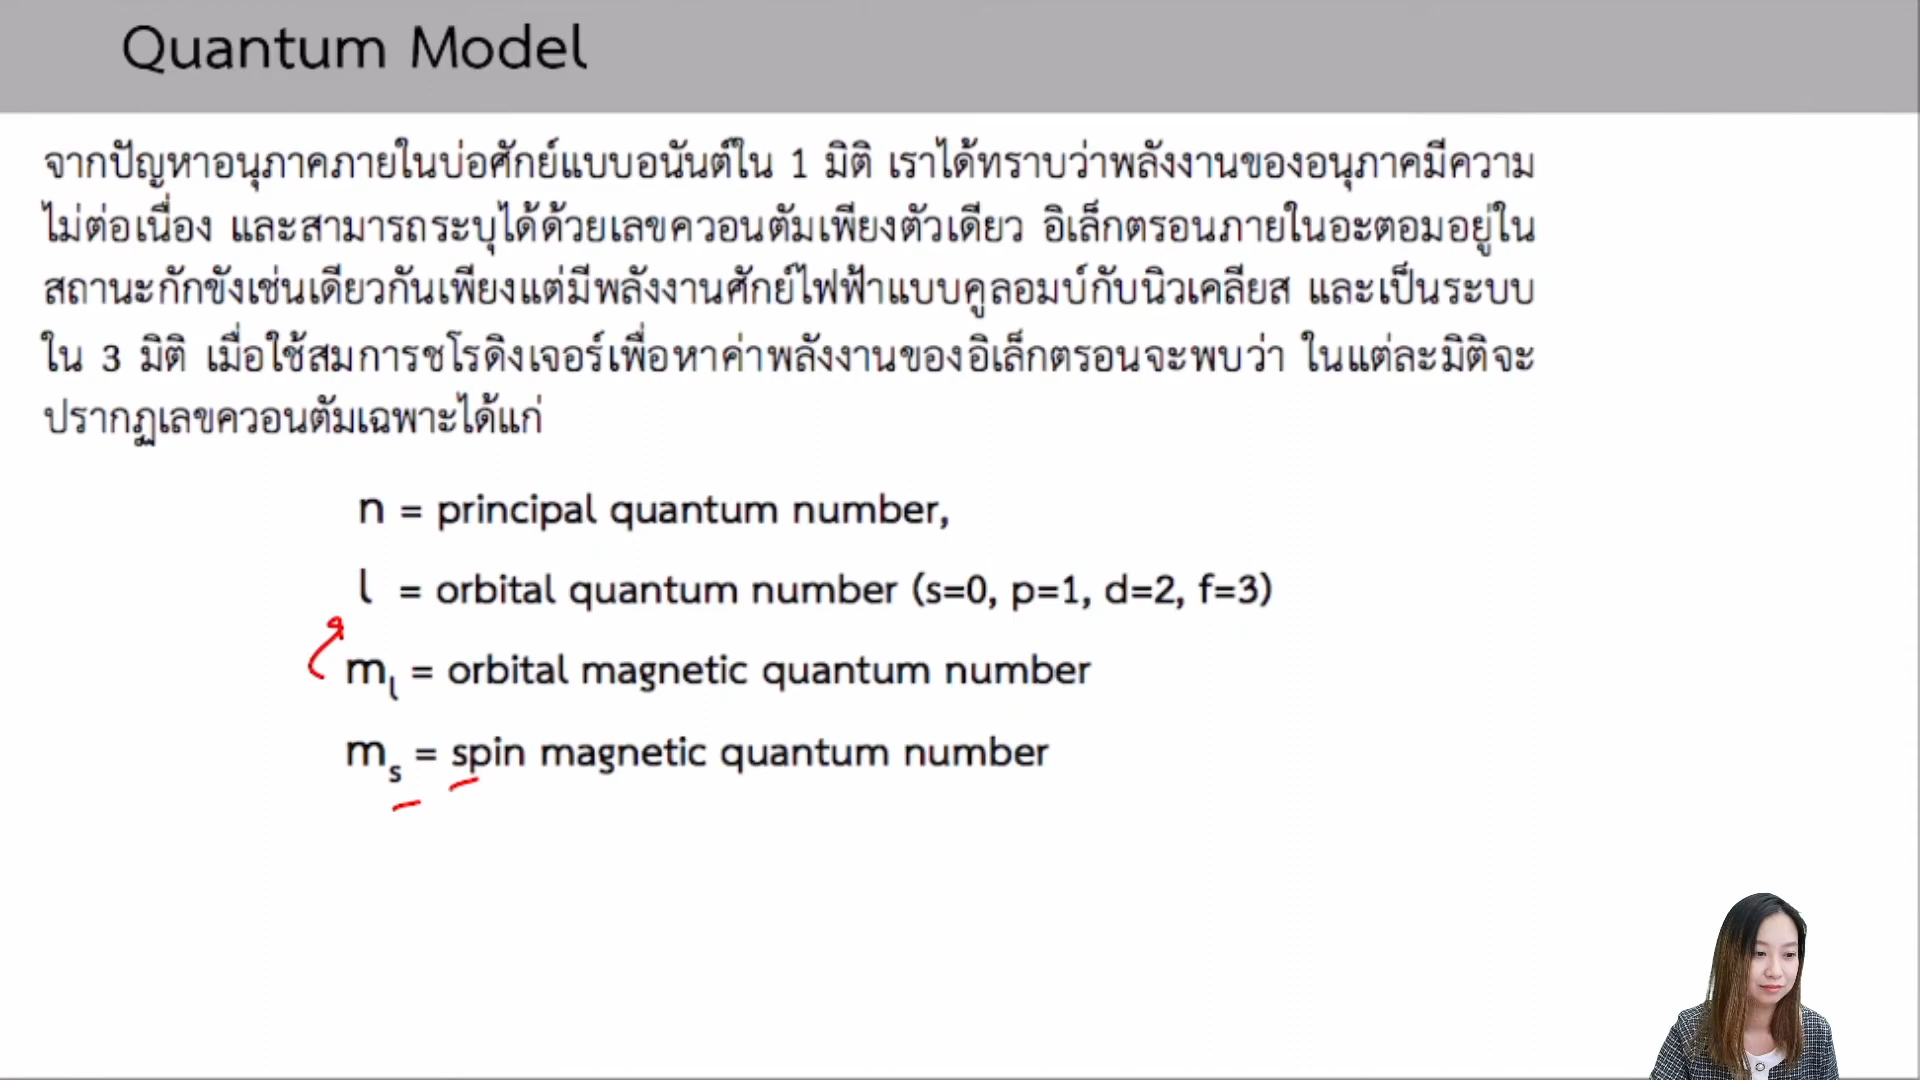 Quantum Model
จากปัญหาอนุภาคภายในบ่อศักย์แบบอนันต์ใน 1 มิติ เราได้ทราบว่าพลังงานของอนุภาคมีความ
ไม่ต่อเนื่อง และสามารถระบุได้ด้วยเลขควอนตัมเพียงตัวเดียว อิเล็กตรอนภายในอะตอมอยู่ใน
สถานะกักขังเช่นเดียวกันเพียงแต่มีพลังงานศักย์ไฟฟ้าแบบคูลอมบ์กับนิวเคลียส และเป็นระบบ
ใน 3 มิติ เมื่อใช้สมการชโรดิงเจอร์เพื่อหาค่าพลังงานของอิเล็กตรอนจะพบว่า ในแต่ละมิติจะ
ปรากฏเลขควอนตัมเฉพาะได้แก่
n = principal quantum number,
l = orbital quantum number (s=0, p=1, d=2, f=3)
m_l = orbital magnetic quantum number
m_s = spin magnetic quantum number